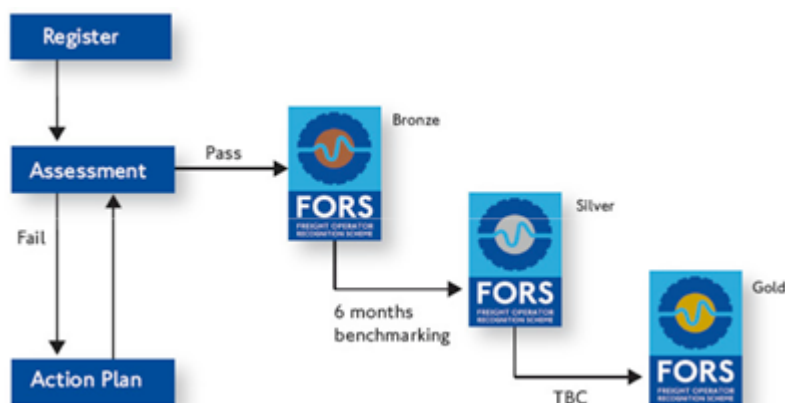 Register
Assessment
Pass
Fail
Action Plan
Bronze
FORS
FREIGHT OPERATOR
RECOGNITION SCHEME
6 months
benchmarking
Silver
FORS
FREIGHT OPERATOR
RECOGNITION SCHEME
TBC
Gold
FORS
FREIGHT OPERATOR
RECOGNITION SCHEME